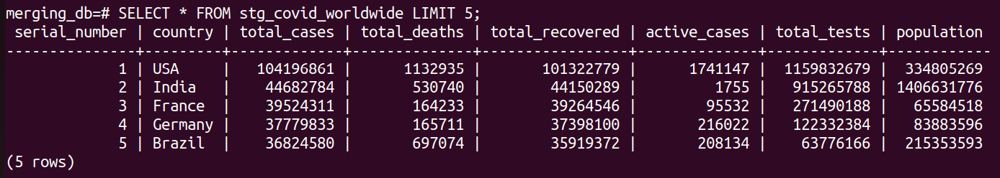 merging_db=# SELECT * FROM stg_covid_worldwide LIMIT 5;
 serial_number | country | total_cases | total_deaths | total_recovered | active_cases | total_tests | population
---------------+---------+-------------+--------------+-----------------+--------------+-------------+------------
             1 | USA     |   104196861 |      1132935 |       101322779 |      1741147 |  1159832679 |  334805269
             2 | India   |    44682784 |       530740 |        44150289 |         1755 |   915265788 | 1406631776
             3 | France  |    39524311 |       164233 |        39264546 |        95532 |   271490188 |   65584518
             4 | Germany |    37779833 |       165711 |        37398100 |       216022 |   122332384 |   83883596
             5 | Brazil  |    36824580 |       697074 |        35919372 |       208134 |    63776166 |  215353593
(5 rows)